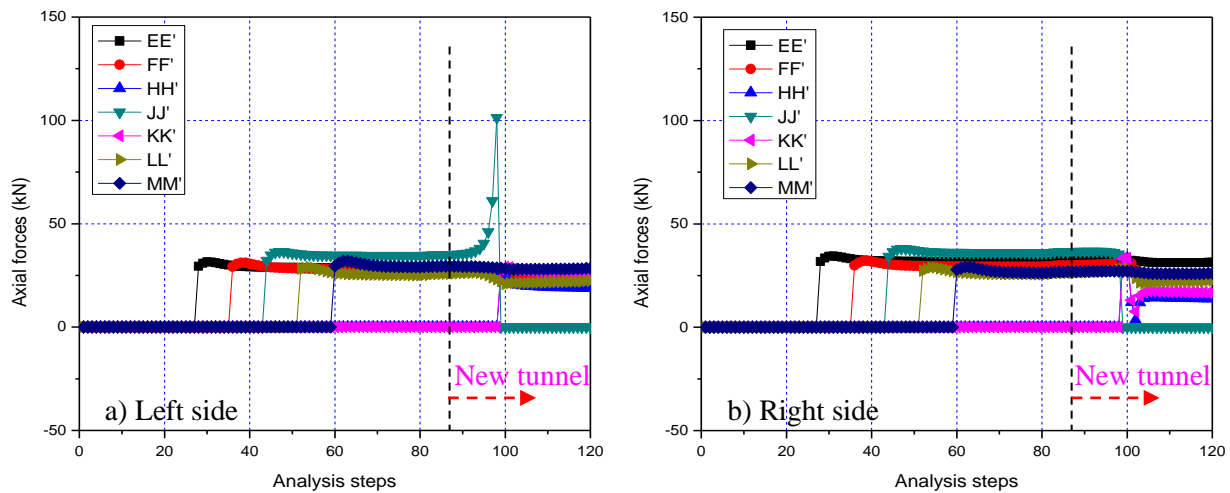 150
100
50
0
-50
0
20
40
60
80
100
120
Axial forces (kN)
Analysis steps
EE'
FF'
HH'
JJ'
KK'
LL'
MM'
New tunnel
a) Left side
150
100
50
0
-50
0
20
40
60
80
100
120
Axial forces (kN)
Analysis steps
EE'
FF'
HH'
JJ'
KK'
LL'
MM'
New tunnel
b) Right side